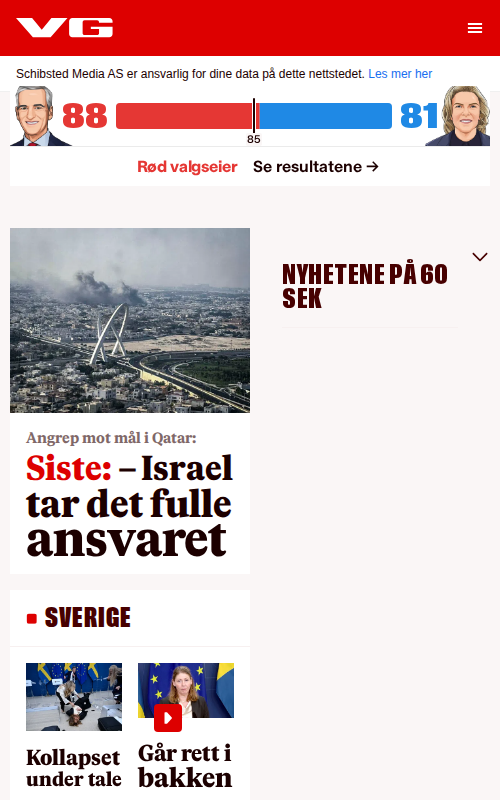 VG
Schibsted Media AS er ansvarlig for dine data på dette nettstedet. Les mer her
88
81
85
Rød valgseier Se resultatene →
Angrep mot mål i Qatar:
Siste: – Israel
tar det fulle
ansvaret
NYHETENE PÅ 60
SEK
SVERIGE
Kollapset
under tale
Går rett i
bakken